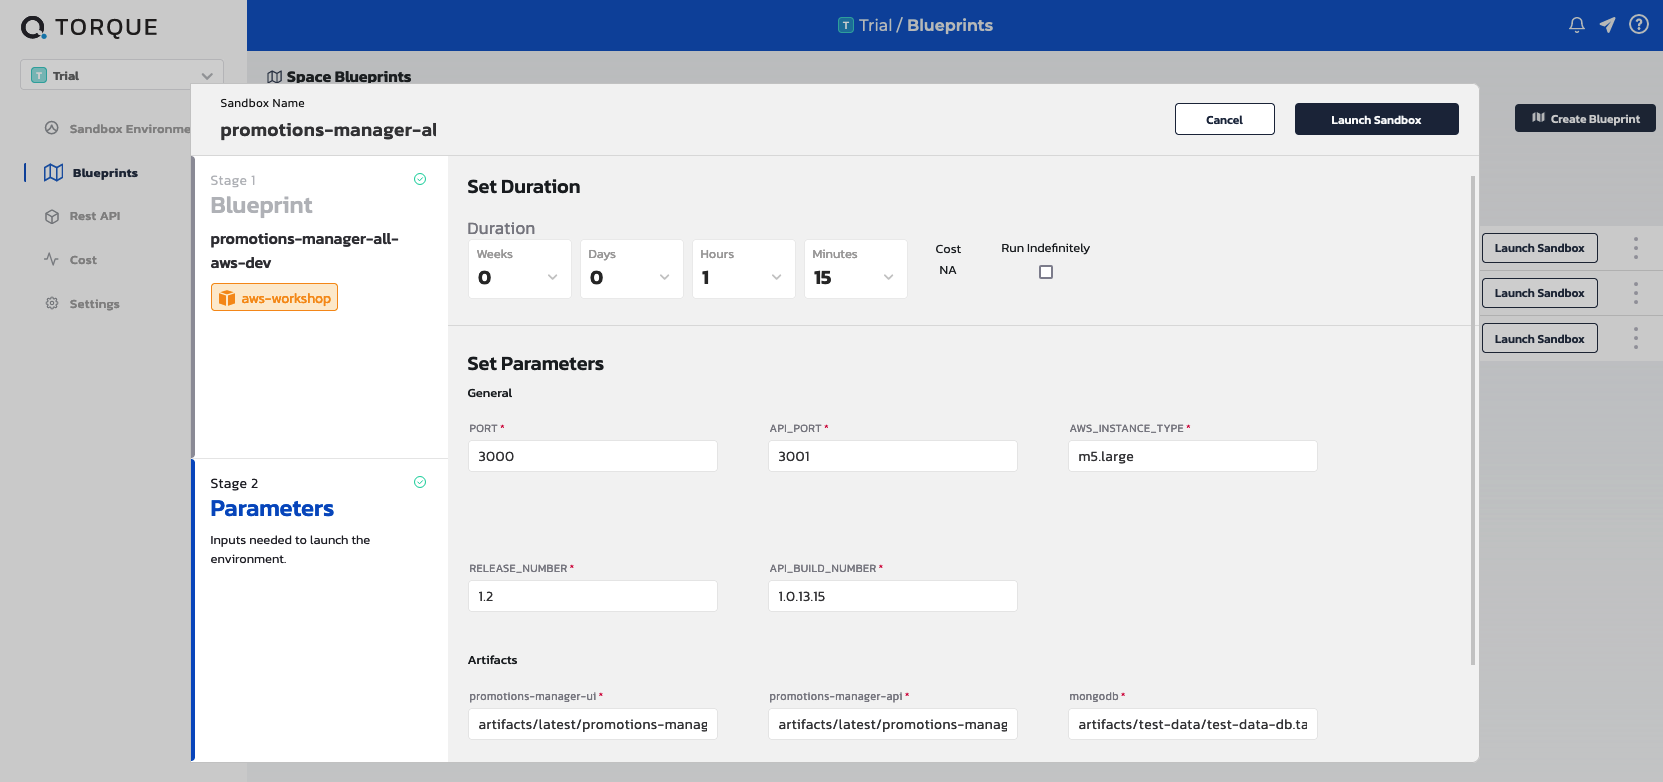 TORQUE
T Trial / Blueprints
T Trial
Space Blueprints
Sandbox Name
promotions-manager-al
Cancel
Launch Sandbox
Create Blueprint
Sandbox Environme
Blueprints
Rest API
Cost
Settings
Stage 1
Blueprint
promotions-manager-all-
aws-dev
aws-workshop
Stage 2
Parameters
Inputs needed to launch the
environment.
Set Duration
Duration
Weeks
0
Days
0
Hours
1
Minutes
15
Cost
NA
Run Indefinitely
Launch Sandbox
Launch Sandbox
Launch Sandbox
Set Parameters
General
PORT *
3000
API_PORT *
3001
AWS_INSTANCE_TYPE *
m5.large
RELEASE_NUMBER *
1.2
API_BUILD_NUMBER *
1.0.13.15
Artifacts
promotions-manager-ui *
artifacts/latest/promotions-manag
promotions-manager-api *
artifacts/latest/promotions-manag
mongodb *
artifacts/test-data/test-data-db.ta